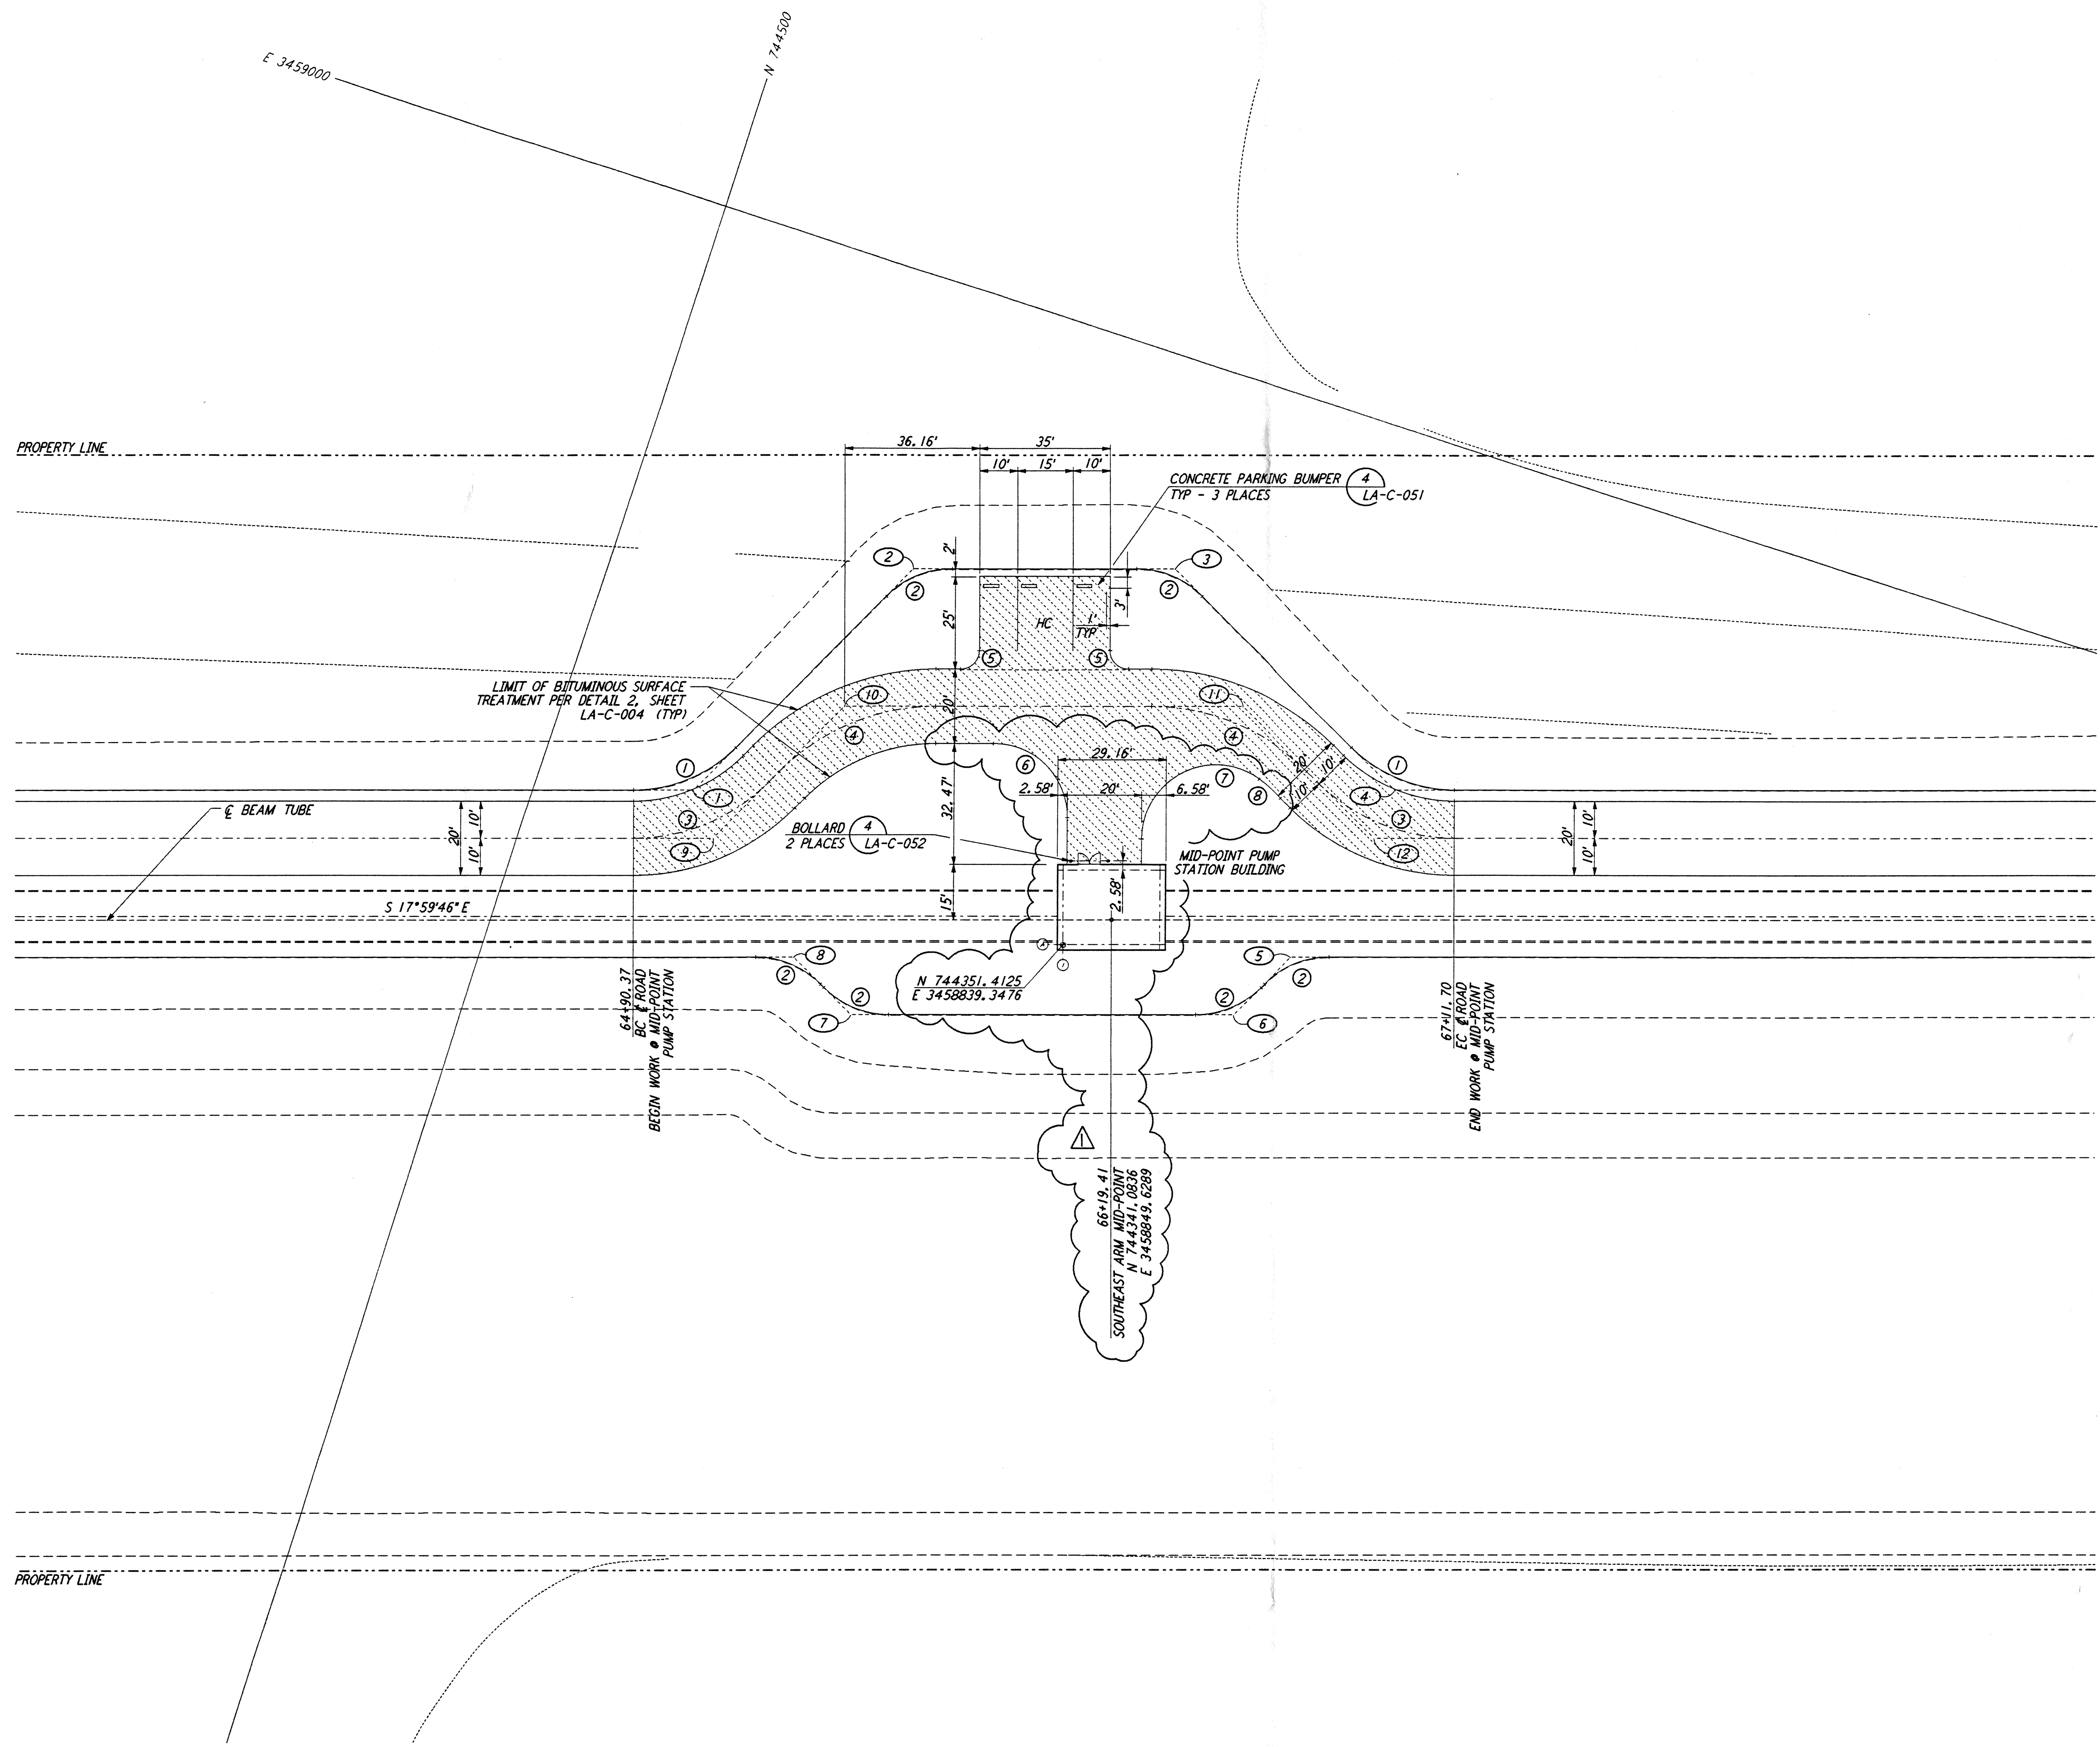 E 3459000
N 744500
PROPERTY LINE
36.16'
35'
10'
15'
10'
CONCRETE PARKING BUMPER
TYP - 3 PLACES
4
LA-C-051
2
2'
3
2
2
25'
3'
HC
1'
TYP
5
5
LIMIT OF BITUMINOUS SURFACE
TREATMENT PER DETAIL 2, SHEET
LA-C-004 (TYP)
10
11
20'
4
4
29.16'
20'
10'
10'
1
6
7
8
1
1
4
2.58'
20'
6.58'
32.47'
℄ BEAM TUBE
20'
10'
10'
3
9
BOLLARD
2 PLACES
4
LA-C-052
3
12
20'
10'
10'
MID-POINT PUMP
STATION BUILDING
S 17°59'46" E
15'
2.58'
A
1
8
2
5
2
N 744351.4125
E 3458839.3476
2
7
2
6
64+90.37
BC ℄ ROAD
BEGIN WORK @ MID-POINT
PUMP STATION
67+11.70
EC ℄ ROAD
END WORK @ MID-POINT
PUMP STATION
1
66+19.41
SOUTHEAST ARM MID-POINT
N 744341.0836
E 3458849.6289
PROPERTY LINE